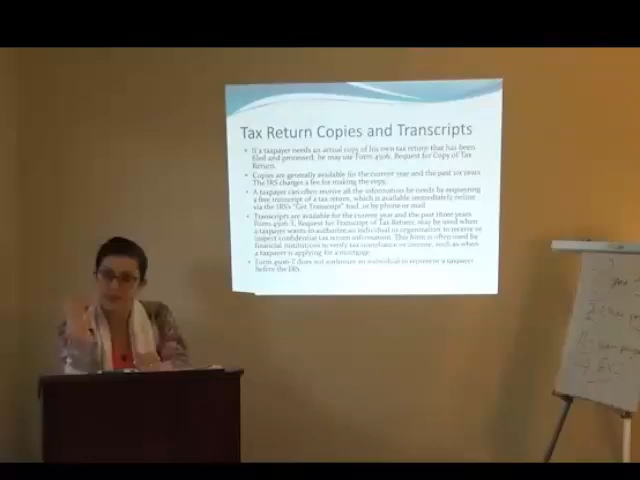 Tax Return Copies and Transcripts
• If a taxpayer needs an actual copy of his own tax return that has been
filed and processed, he may use Form 4506, Request for Copy of Tax
Return.
• Copies are generally available for the current year and the past six years.
The IRS charges a fee for making the copy.
• A taxpayer can often receive all the information he needs by requesting
a free transcript of a tax return, which is available immediately online
via the IRS's "Get Transcript" tool, or by phone or mail
• Transcripts are available for the current year and the past three years.
Form 4506-T, Request for Transcript of Tax Return, may be used when
a taxpayer wants to authorize an individual or organization to receive or
inspect confidential tax return information. This form is often used by
financial institutions to verify tax compliance or income, such as when
a taxpayer is applying for a mortgage.
• Form 4506-T does not authorize an individual to represent a taxpayer
before the IRS.